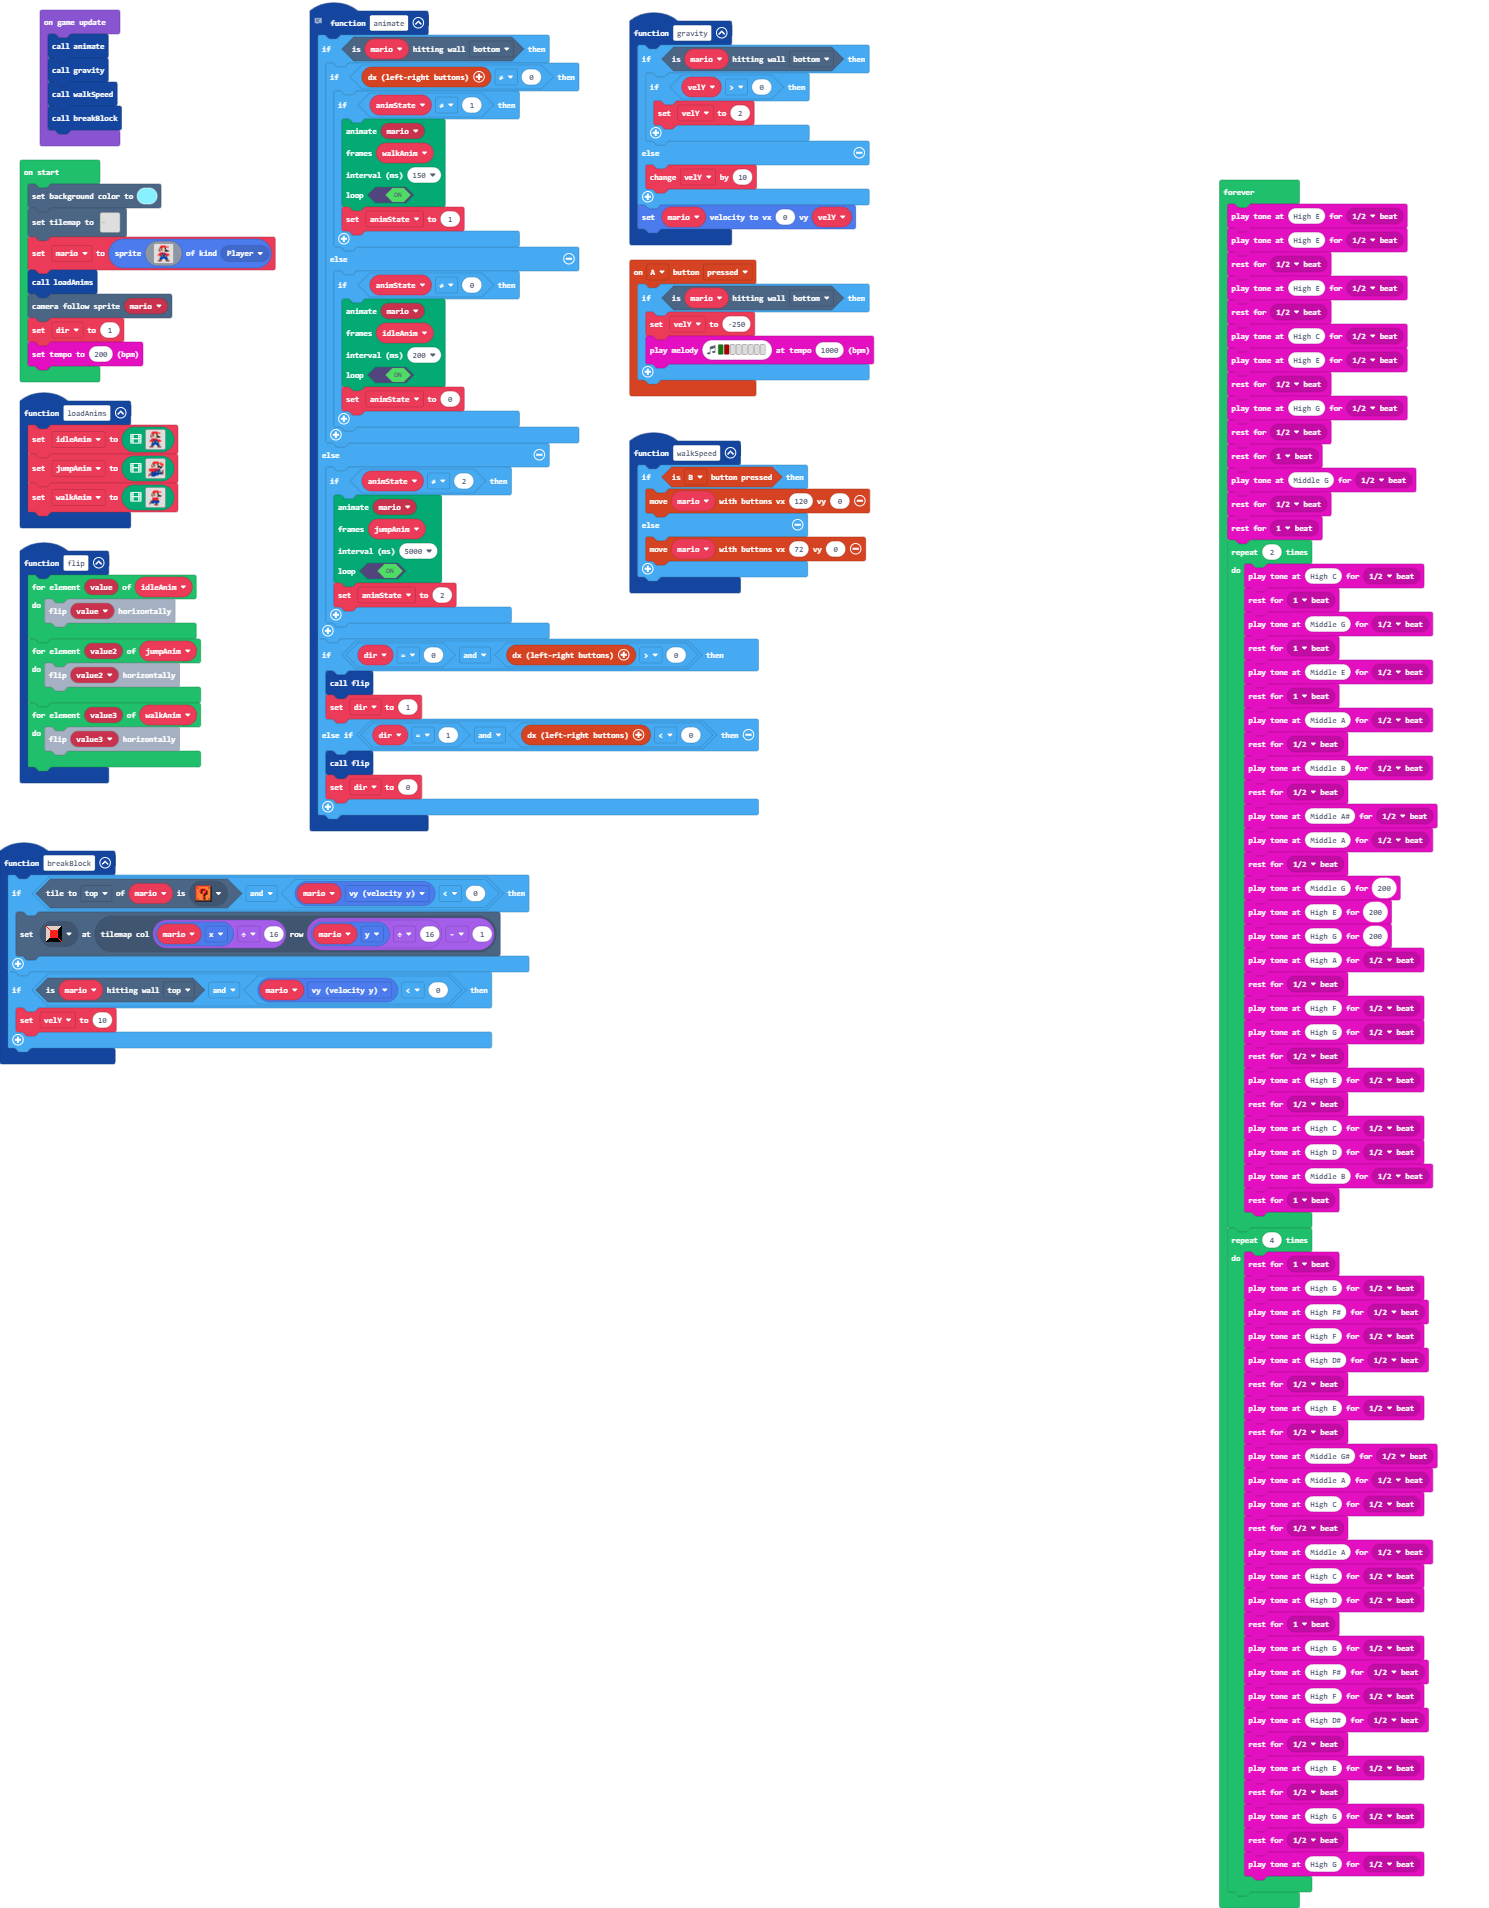 on game update
call animate
call gravity
call walkSpeed
call breakBlock
on start
set background color to
set tilemap to
set mario to sprite of kind Player
call loadAnims
camera follow sprite mario
set dir to 1
set tempo to 200 (bpm)
function loadAnims
set idleAnim to
set jumpAnim to
set walkAnim to
function flip
for element value of idleAnim
do
flip value horizontally
for element value2 of jumpAnim
do
flip value2 horizontally
for element value3 of walkAnim
do
flip value3 horizontally
function animate
if is mario hitting wall bottom then
if dx (left-right buttons) ≠ 0 then
if animState ≠ 1 then
animate mario
frames walkAnim
interval (ms) 150
loop ON
set animState to 1
else
if animState ≠ 0 then
animate mario
frames idleAnim
interval (ms) 200
loop ON
set animState to 0
else
if animState ≠ 2 then
animate mario
frames jumpAnim
interval (ms) 5000
loop ON
set animState to 2
if dir = 0 and dx (left-right buttons) > 0 then
call flip
set dir to 1
else if dir = 1 and dx (left-right buttons) < 0 then
call flip
set dir to 0
function gravity
if is mario hitting wall bottom then
if velY > 0 then
set velY to 2
else
change velY by 10
set mario velocity to vx 0 vy velY
on A button pressed
if is mario hitting wall bottom then
set velY to -250
play melody at tempo 1000 (bpm)
function walkSpeed
if is B button pressed then
move mario with buttons vx 120 vy 0
else
move mario with buttons vx 72 vy 0
function breakBlock
if tile to top of mario is ? and mario vy (velocity y) < 0 then
set at tilemap col mario x ÷ 16 row mario y ÷ 16 - 1
if is mario hitting wall top and mario vy (velocity y) < 0 then
set velY to 10
forever
play tone at High E for 1/2 beat
play tone at High E for 1/2 beat
rest for 1/2 beat
play tone at High E for 1/2 beat
rest for 1/2 beat
play tone at High C for 1/2 beat
play tone at High E for 1/2 beat
rest for 1/2 beat
play tone at High G for 1/2 beat
rest for 1/2 beat
rest for 1 beat
play tone at Middle G for 1/2 beat
rest for 1/2 beat
rest for 1 beat
repeat 2 times
do
play tone at High C for 1/2 beat
rest for 1 beat
play tone at Middle G for 1/2 beat
rest for 1 beat
play tone at Middle E for 1/2 beat
rest for 1 beat
play tone at Middle A for 1/2 beat
rest for 1/2 beat
play tone at Middle B for 1/2 beat
rest for 1/2 beat
play tone at Middle A# for 1/2 beat
play tone at Middle A for 1/2 beat
rest for 1/2 beat
play tone at Middle G for 200
play tone at High E for 200
play tone at High G for 200
play tone at High A for 1/2 beat
rest for 1/2 beat
play tone at High F for 1/2 beat
play tone at High G for 1/2 beat
rest for 1/2 beat
play tone at High E for 1/2 beat
rest for 1/2 beat
play tone at High C for 1/2 beat
play tone at High D for 1/2 beat
play tone at Middle B for 1/2 beat
rest for 1 beat
repeat 4 times
do
rest for 1 beat
play tone at High G for 1/2 beat
play tone at High F# for 1/2 beat
play tone at High F for 1/2 beat
play tone at High D# for 1/2 beat
rest for 1/2 beat
play tone at High E for 1/2 beat
rest for 1/2 beat
play tone at Middle G# for 1/2 beat
play tone at Middle A for 1/2 beat
play tone at High C for 1/2 beat
rest for 1/2 beat
play tone at Middle A for 1/2 beat
play tone at High C for 1/2 beat
play tone at High D for 1/2 beat
rest for 1 beat
play tone at High G for 1/2 beat
play tone at High F# for 1/2 beat
play tone at High F for 1/2 beat
play tone at High D# for 1/2 beat
rest for 1/2 beat
play tone at High E for 1/2 beat
rest for 1/2 beat
play tone at High G for 1/2 beat
rest for 1/2 beat
play tone at High G for 1/2 beat